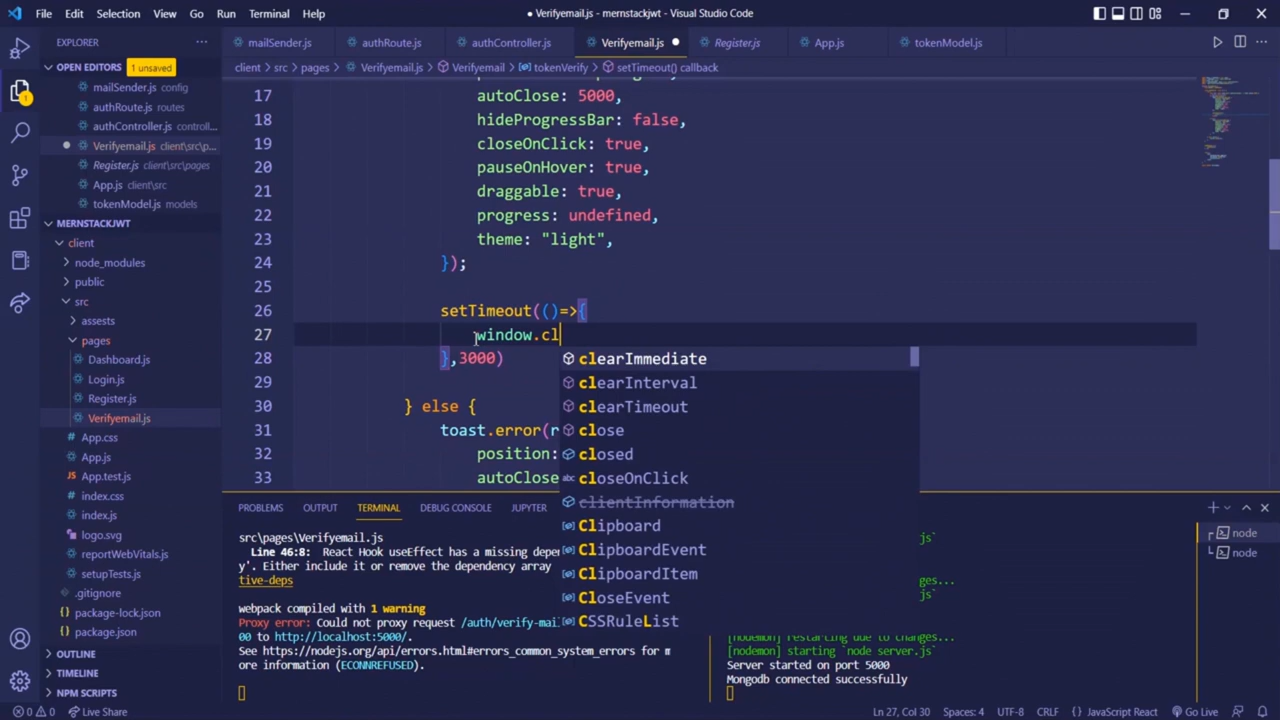 File Edit Selection View Go Run Terminal Help
● Verifyemail.js - mernstackjwt - Visual Studio Code
EXPLORER
OPEN EDITORS 1 unsaved
mailSender.js config
authRoute.js routes
authController.js controll...
Verifyemail.js client\src\p...
Register.js client\src\pages
App.js client\src
tokenModel.js models
MERNSTACKJWT
client
node_modules
public
src
assests
pages
Dashboard.js
Login.js
Register.js
Verifyemail.js
App.css
App.js
App.test.js
index.css
index.js
logo.svg
reportWebVitals.js
setupTests.js
.gitignore
package-lock.json
package.json
OUTLINE
TIMELINE
NPM SCRIPTS
mailSender.js authRoute.js authController.js Verifyemail.js Register.js App.js tokenModel.js
client > src > pages > Verifyemail.js > Verifyemail > tokenVerify > setTimeout() callback
17 autoClose: 5000,
18 hideProgressBar: false,
19 closeOnClick: true,
20 pauseOnHover: true,
21 draggable: true,
22 progress: undefined,
23 theme: "light",
24 });
25
26 setTimeout(()=>{
27 window.cl
28 },3000)
29
30 } else {
31 toast.error(r
32 position:
33 autoClose
clearImmediate
clearInterval
clearTimeout
close
closed
closeOnClick
clientInformation
Clipboard
ClipboardEvent
ClipboardItem
CloseEvent
CSSRuleList
PROBLEMS OUTPUT TERMINAL DEBUG CONSOLE JUPYTER
src\pages\Verifyemail.js
Line 46:8: React Hook useEffect has a missing depe
y'. Either include it or remove the dependency array
tive-deps
webpack compiled with 1 warning
Proxy error: Could not proxy request /auth/verify-mai
00 to http://localhost:5000/.
See https://nodejs.org/api/errors.html#errors_common_system_errors for m
ore information (ECONNREFUSED).
js`
ges...
js`
[nodemon] restarting due to changes...
[nodemon] starting `node server.js`
Server started on port 5000
Mongodb connected successfully
node
node
0 0 Live Share
Ln 27, Col 30 Spaces: 4 UTF-8 CRLF {} JavaScript React Go Live